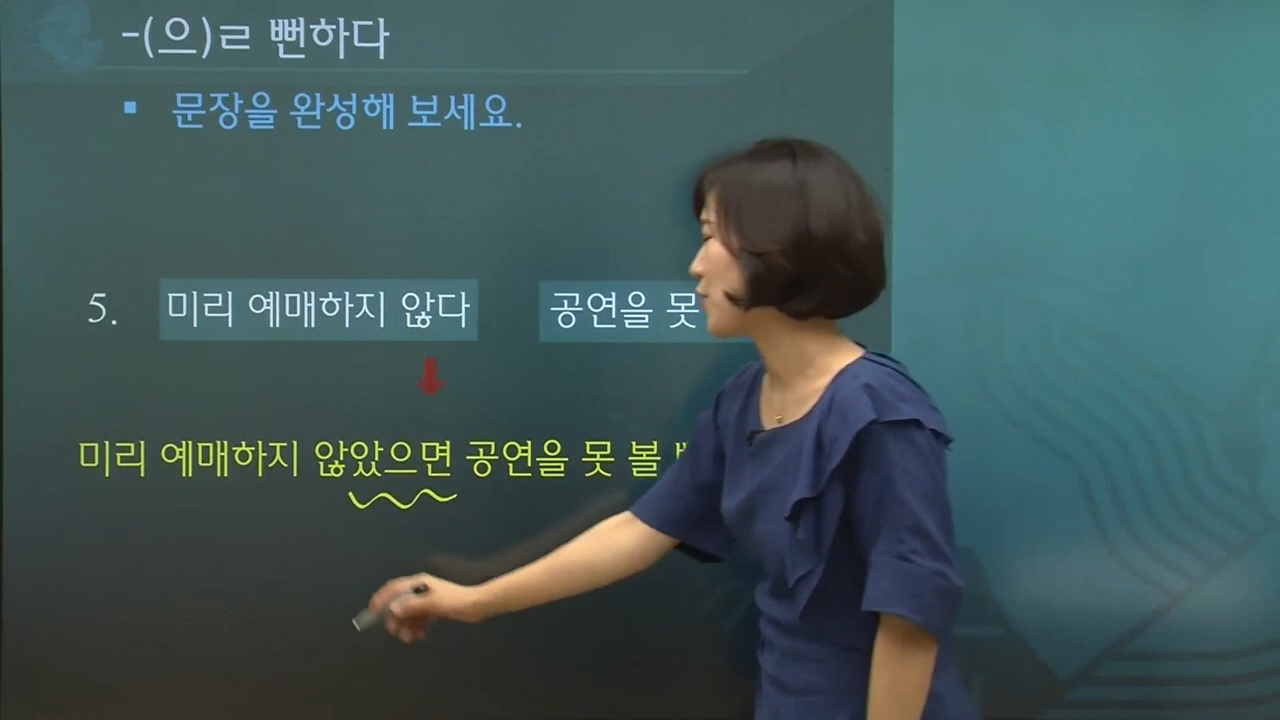 -(으)ㄹ 뻔하다
▪ 문장을 완성해 보세요.
5. 미리 예매하지 않다 공연을 못
미리 예매하지 않았으면 공연을 못 볼